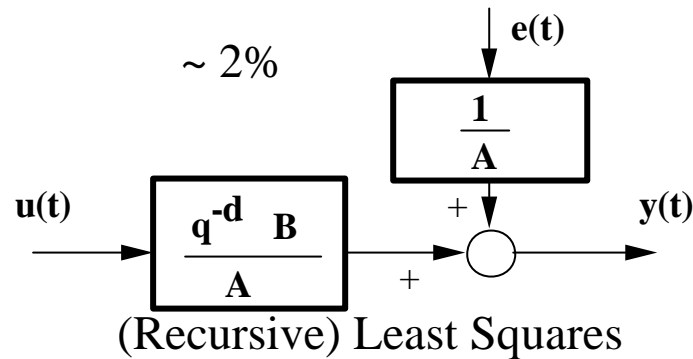 e(t)
~ 2%
1
A
+
u(t)
y(t)
q-d B
A
+
(Recursive) Least Squares